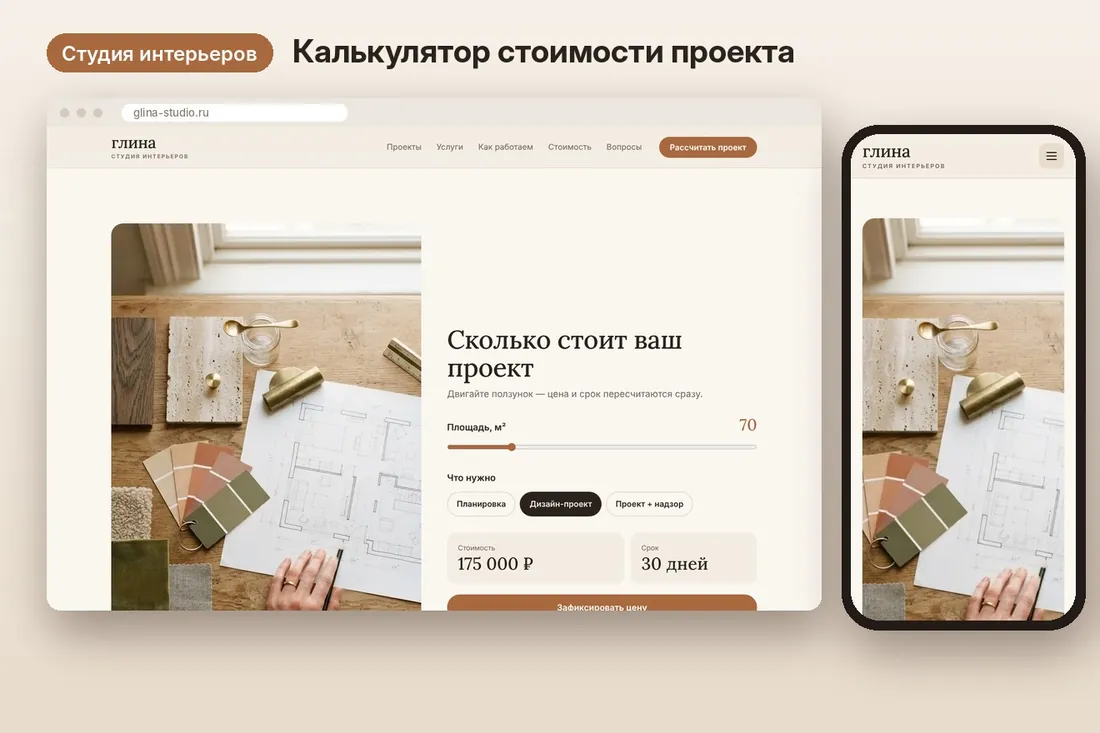 Студия интерьеров
Калькулятор стоимости проекта
glina-studio.ru
глина
СТУДИЯ ИНТЕРЬЕРОВ
Проекты Услуги Как работаем Стоимость Вопросы Рассчитать проект
Сколько стоит ваш
проект
Двигайте ползунок — цена и срок пересчитаются сразу.
Площадь, м² 70
Что нужно
Планировка Дизайн-проект Проект + надзор
Стоимость Срок
175 000 ₽ 30 дней
Зафиксировать цену
глина
СТУДИЯ ИНТЕРЬЕРОВ